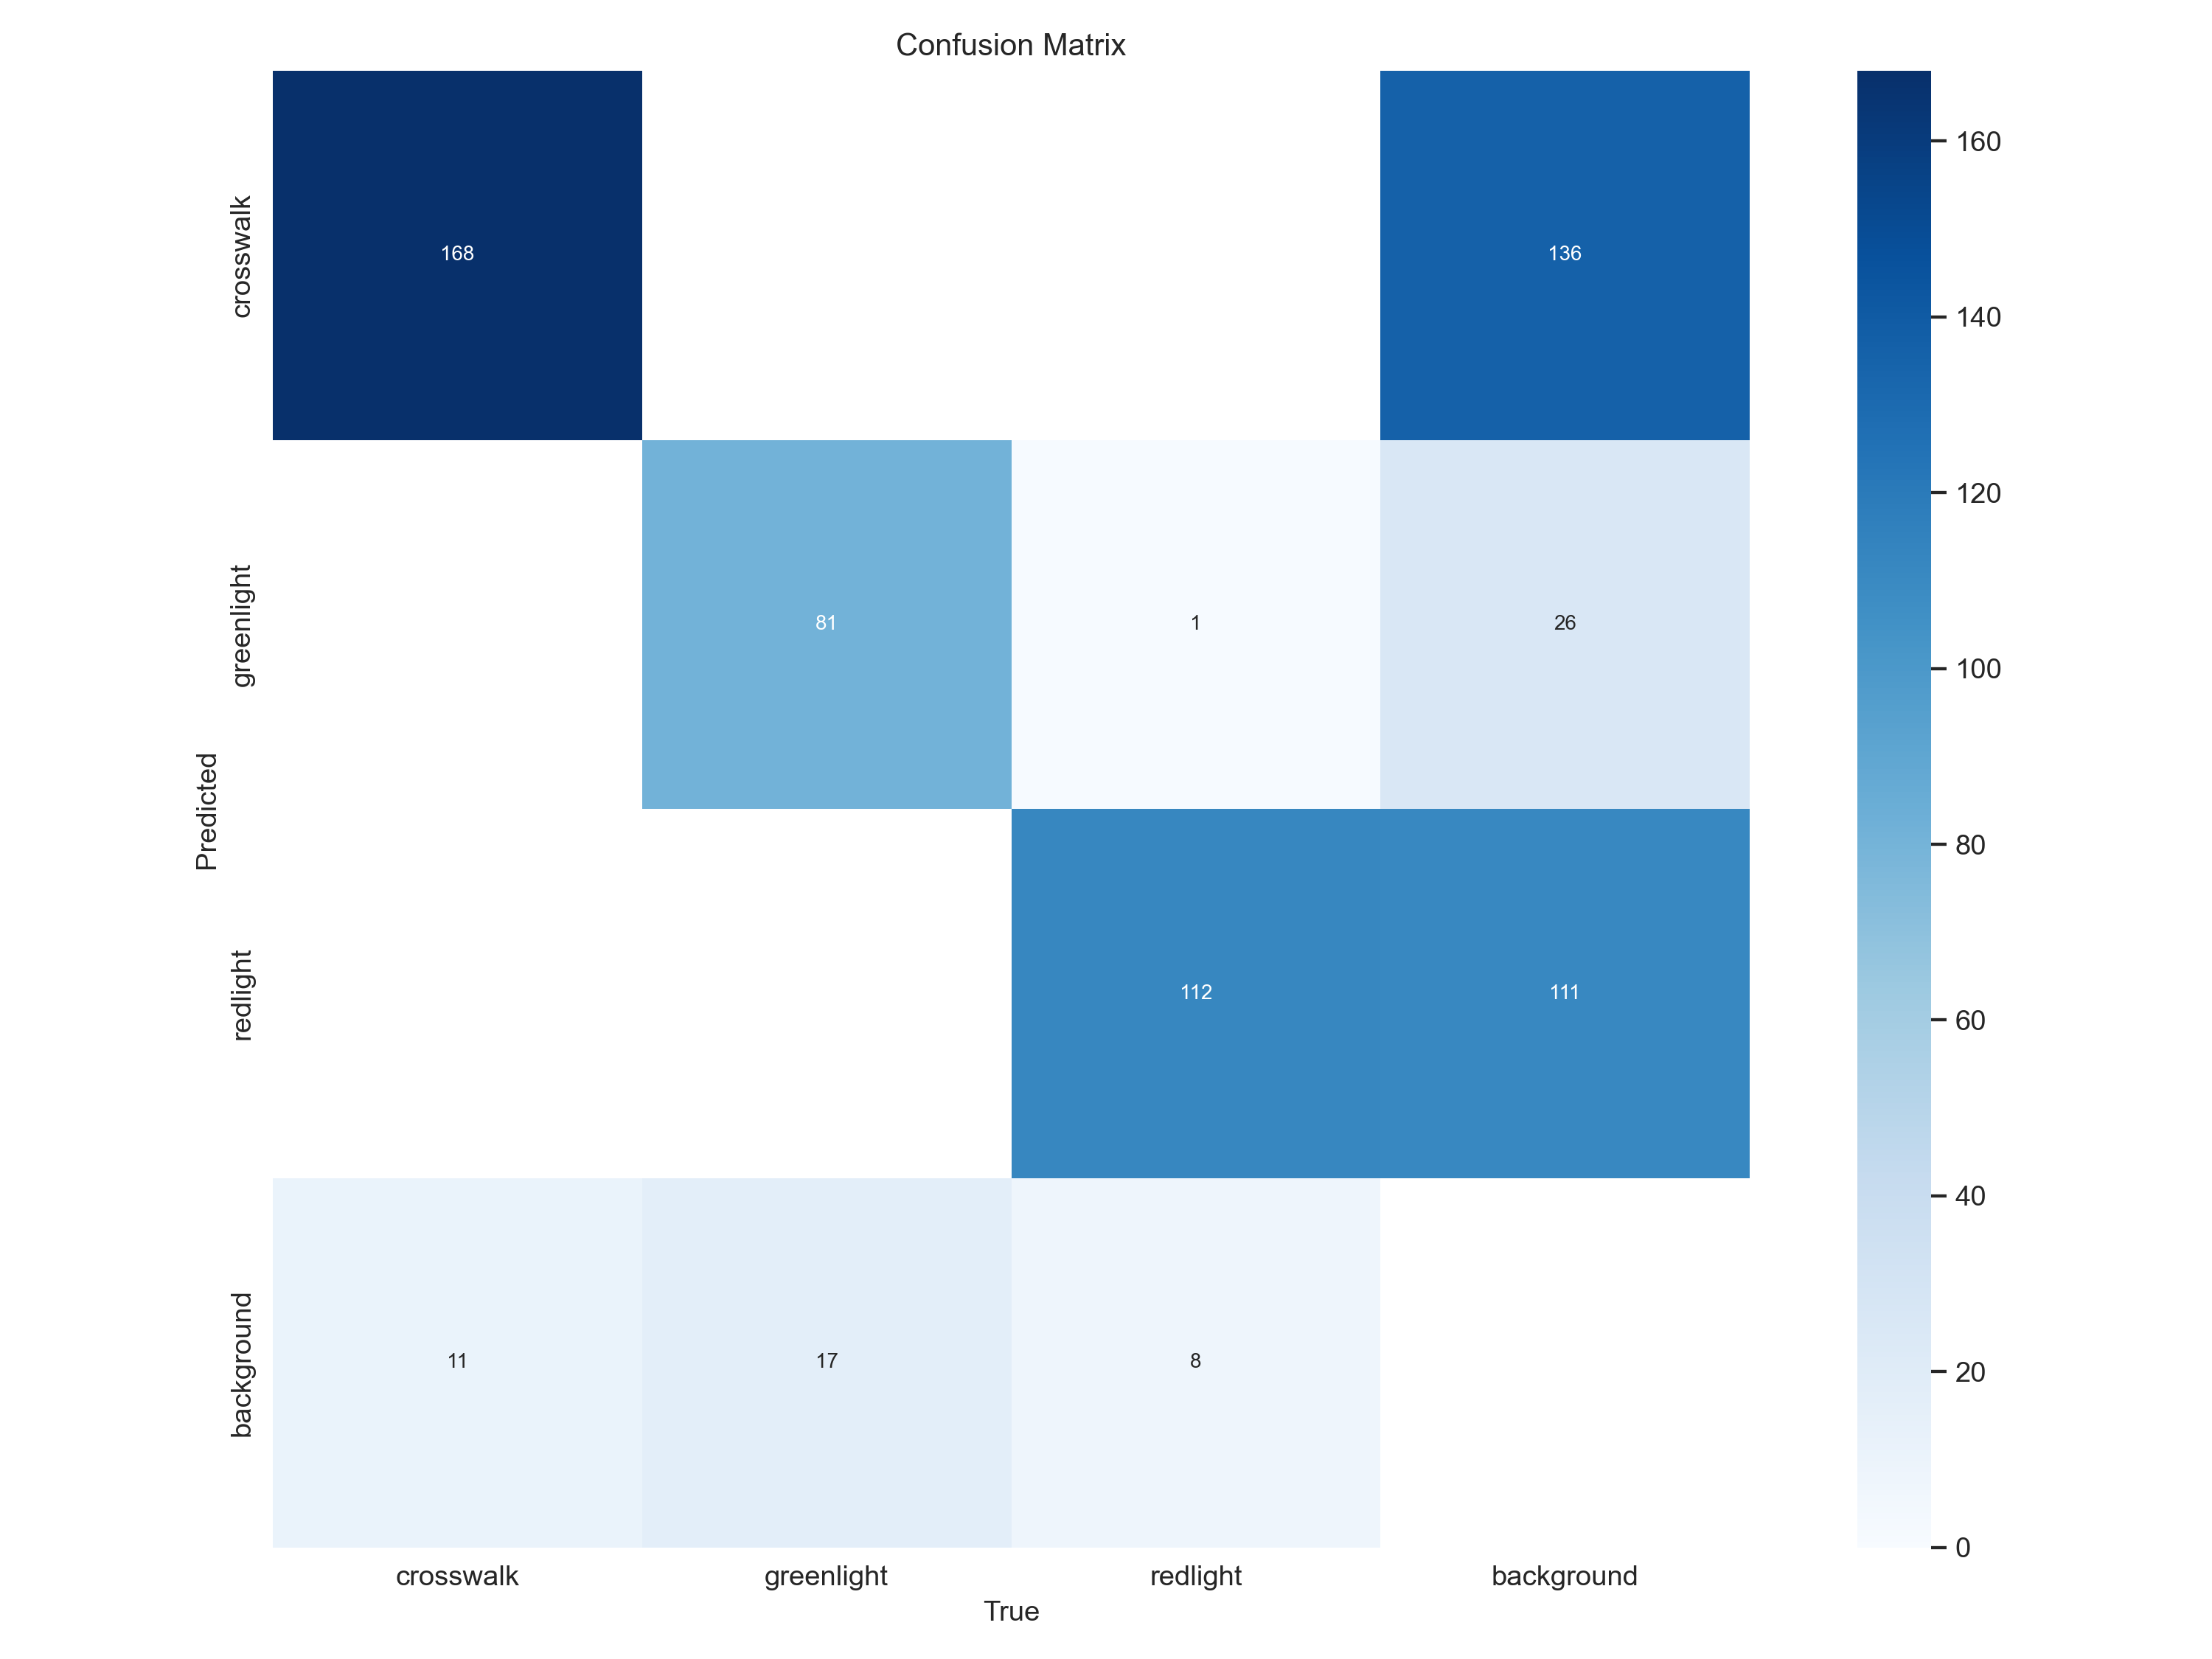 Confusion Matrix
crosswalk
168
136
160
140
120
greenlight
81
1
26
100
Predicted
80
redlight
112
111
60
40
background
11
17
8
20
0
crosswalk
greenlight
redlight
background
True